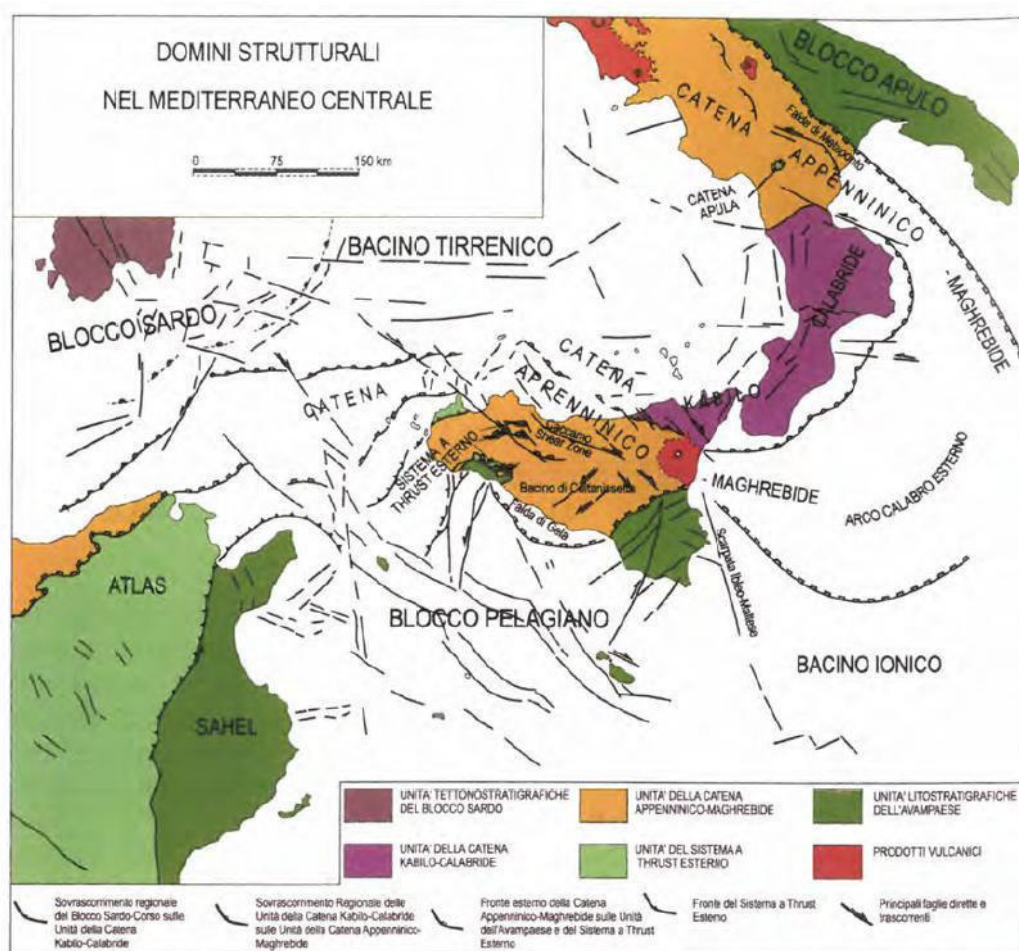 DOMINI STRUTTURALI
NEL MEDITERRANEO CENTRALE
0 75 150 km
BLOCCO APULO
CATENA
Falda di Metaponto
APPENNINICO
CATENA
APULA
BACINO TIRRENICO
CALABRIDE
- MAGHREBIDE
BLOCCO SARDO
CATENA
CATENA
APRENNINICO
KABILO
SISTEMA A
THRUST ESTERNO
Caccamo
Shear Zone
Bacino di Caltanissetta
- MAGHREBIDE
ARCO CALABRO ESTERNO
Falda di Gela
Scarpata Ibleo-Maltese
ATLAS
BLOCCO PELAGIANO
BACINO IONICO
SAHEL
UNITA' TETTONOSTRATIGRAFICHE
DEL BLOCCO SARDO
UNITA' DELLA CATENA
APPENNINICO-MAGHREBIDE
UNITA' LITOSTRATIGRAFICHE
DELL'AVAMPAESE
UNITA' DELLA CATENA
KABILO-CALABRIDE
UNITA' DEL SISTEMA A
THRUST ESTERNO
PRODOTTI VULCANICI
Sovrascorrimento regionale
del Blocco Sardo-Corso sulle
Unità della Catena
Kabilo-Calabride
Sovrascorrimento Regionale delle
Unità della Catena Kabilo-Calabride
sulle Unità della Catena Appenninico-
Maghrebide
Fronte esterno della Catena
Appenninico-Maghrebide sulle Unità
dell'Avampaese e del Sistema a Thrust
Esterno
Fronte del Sistema a Thrust
Esterno
Principali faglie dirette e
trascorrenti